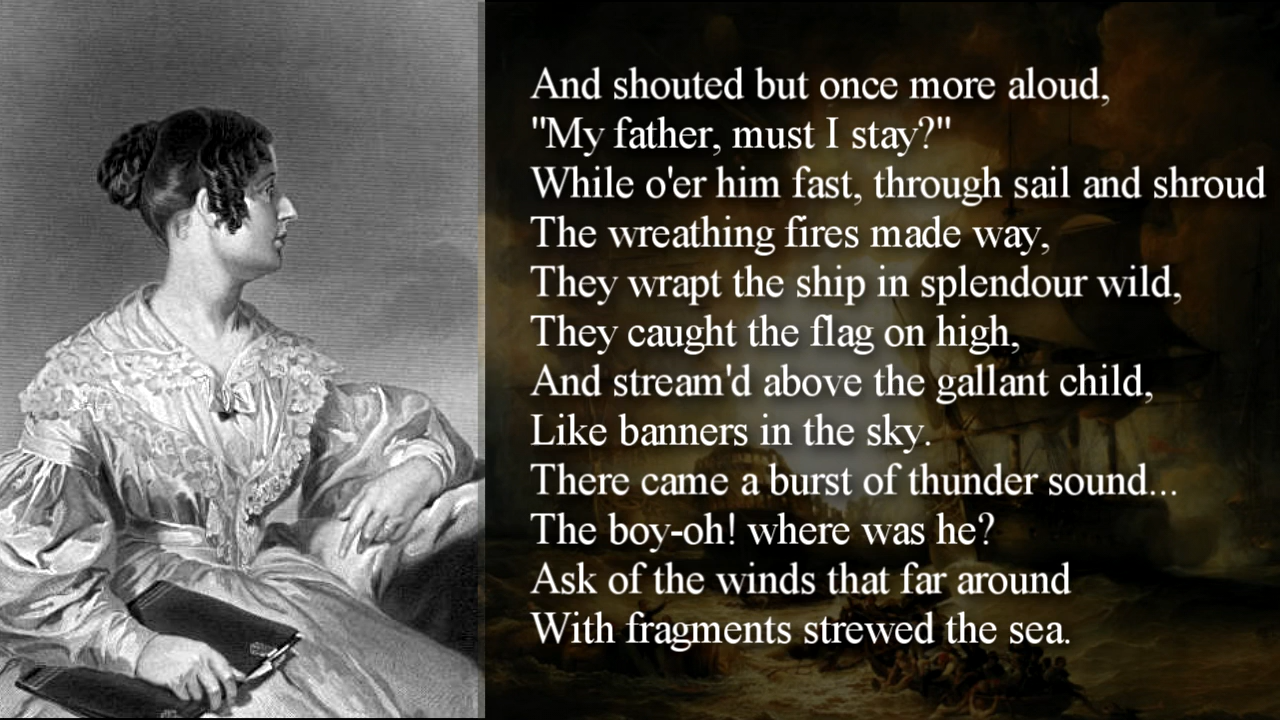 And shouted but once more aloud,
"My father, must I stay?"
While o'er him fast, through sail and shroud
The wreathing fires made way,
They wrapt the ship in splendour wild,
They caught the flag on high,
And stream'd above the gallant child,
Like banners in the sky.
There came a burst of thunder sound...
The boy-oh! where was he?
Ask of the winds that far around
With fragments strewed the sea.